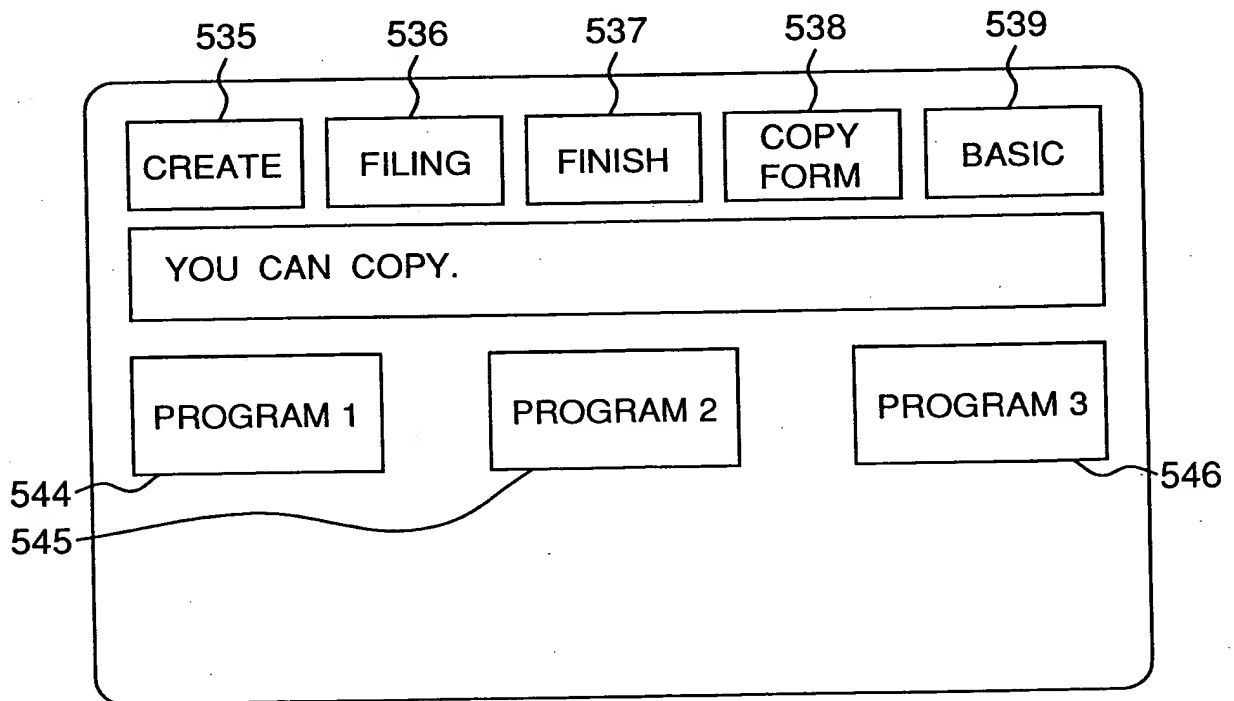 535 536 537 538 539
CREATE FILING FINISH COPY FORM BASIC
YOU CAN COPY.
PROGRAM 1 PROGRAM 2 PROGRAM 3
544 546
545